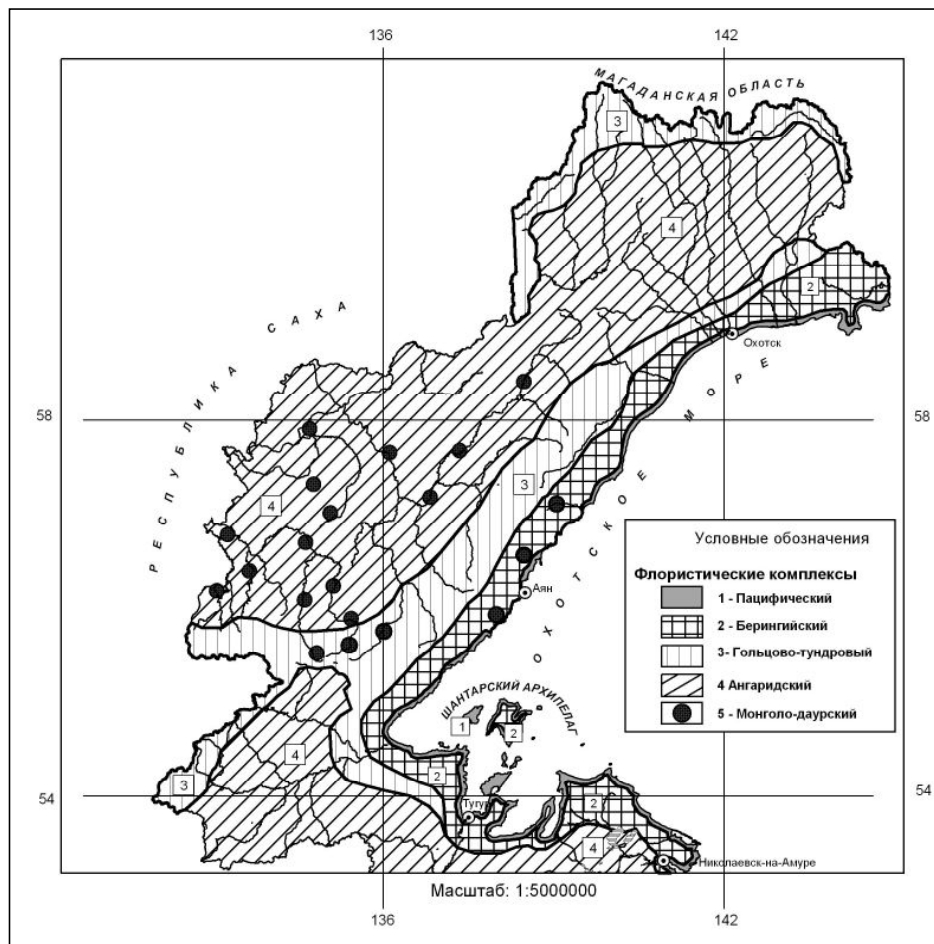 136 142
МАГАДАНСКАЯ ОБЛАСТЬ
3
4
2
РЕСПУБЛИКА САХА
Охотск
58 58
ОХОТСКОЕ МОРЕ
3
4
Условные обозначения
Флористические комплексы
1 - Пацифический
2 - Берингийский
3- Гольцово-тундровый
4 Ангаридский
5 - Монголо-даурский
Аян
ШАНТАРСКИЙ АРХИПЕЛАГ
1
2
4
2
3
54 54
2
Тугур
4
Николаевск-на-Амуре
Масштаб: 1:5000000
136 142